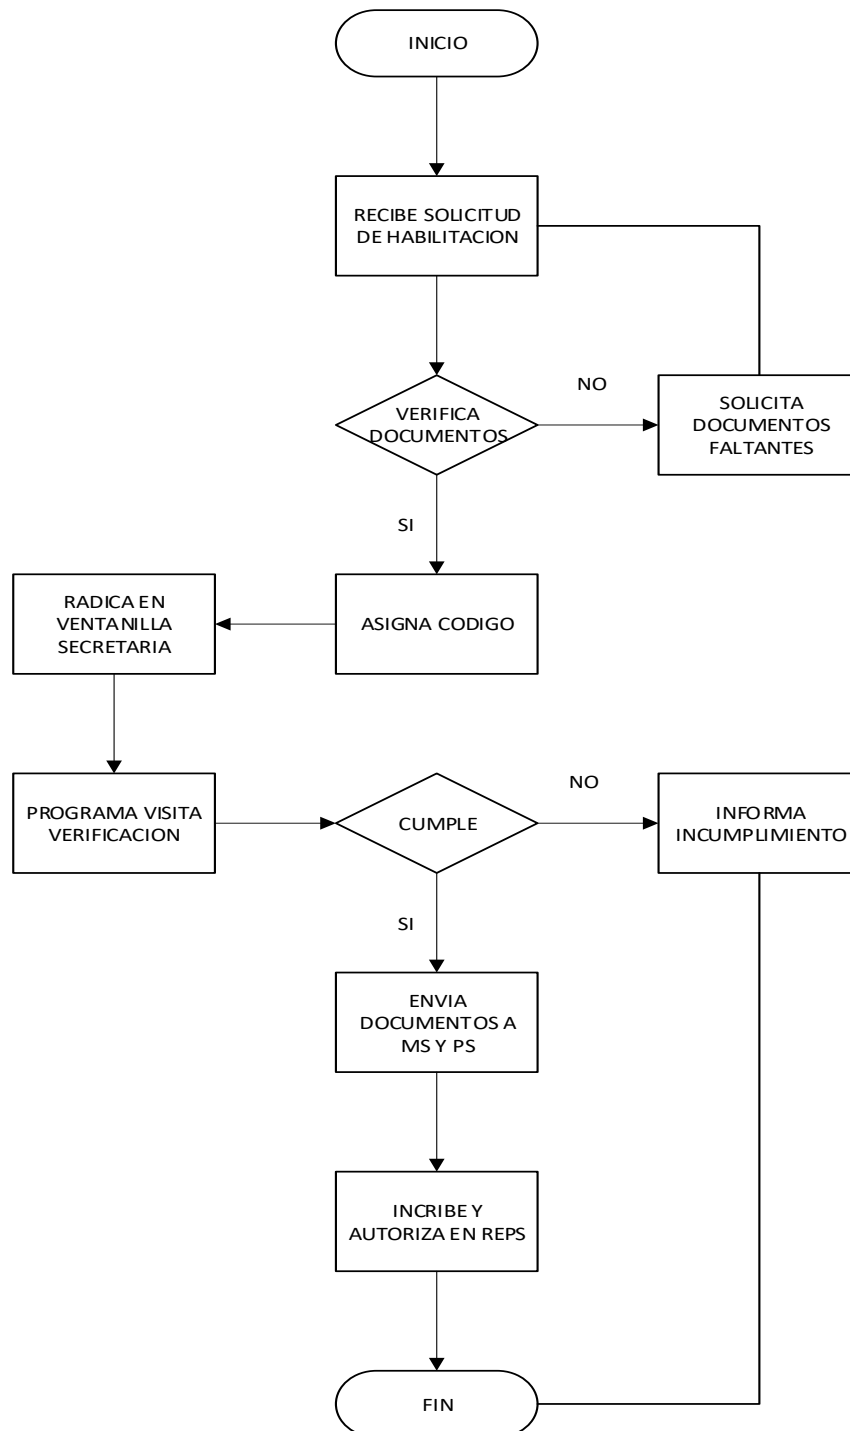 INICIO
RECIBE SOLICITUD
DE HABILITACION
VERIFICA
DOCUMENTOS
NO
SOLICITA
DOCUMENTOS
FALTANTES
SI
ASIGNA CODIGO
RADICA EN
VENTANILLA
SECRETARIA
PROGRAMA VISITA
VERIFICACION
CUMPLE
NO
INFORMA
INCUMPLIMIENTO
SI
ENVIA
DOCUMENTOS A
MS Y PS
INCRIBE Y
AUTORIZA EN REPS
FIN